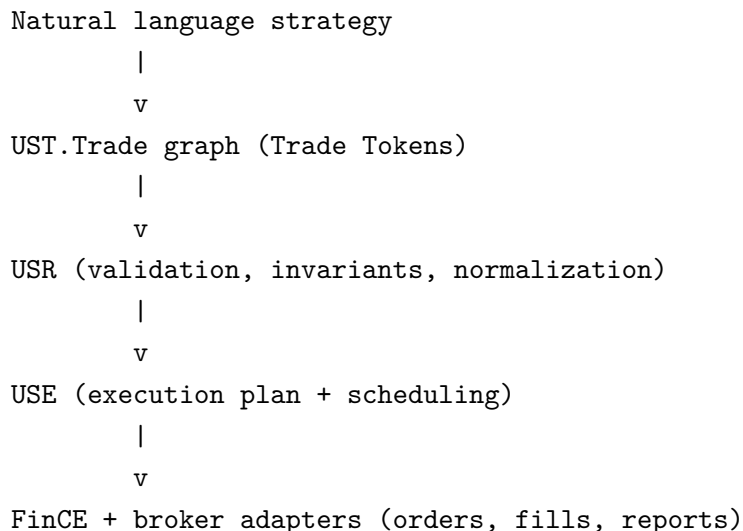 Natural language strategy
|
v
UST.Trade graph (Trade Tokens)
|
v
USR (validation, invariants, normalization)
|
v
USE (execution plan + scheduling)
|
v
FinCE + broker adapters (orders, fills, reports)